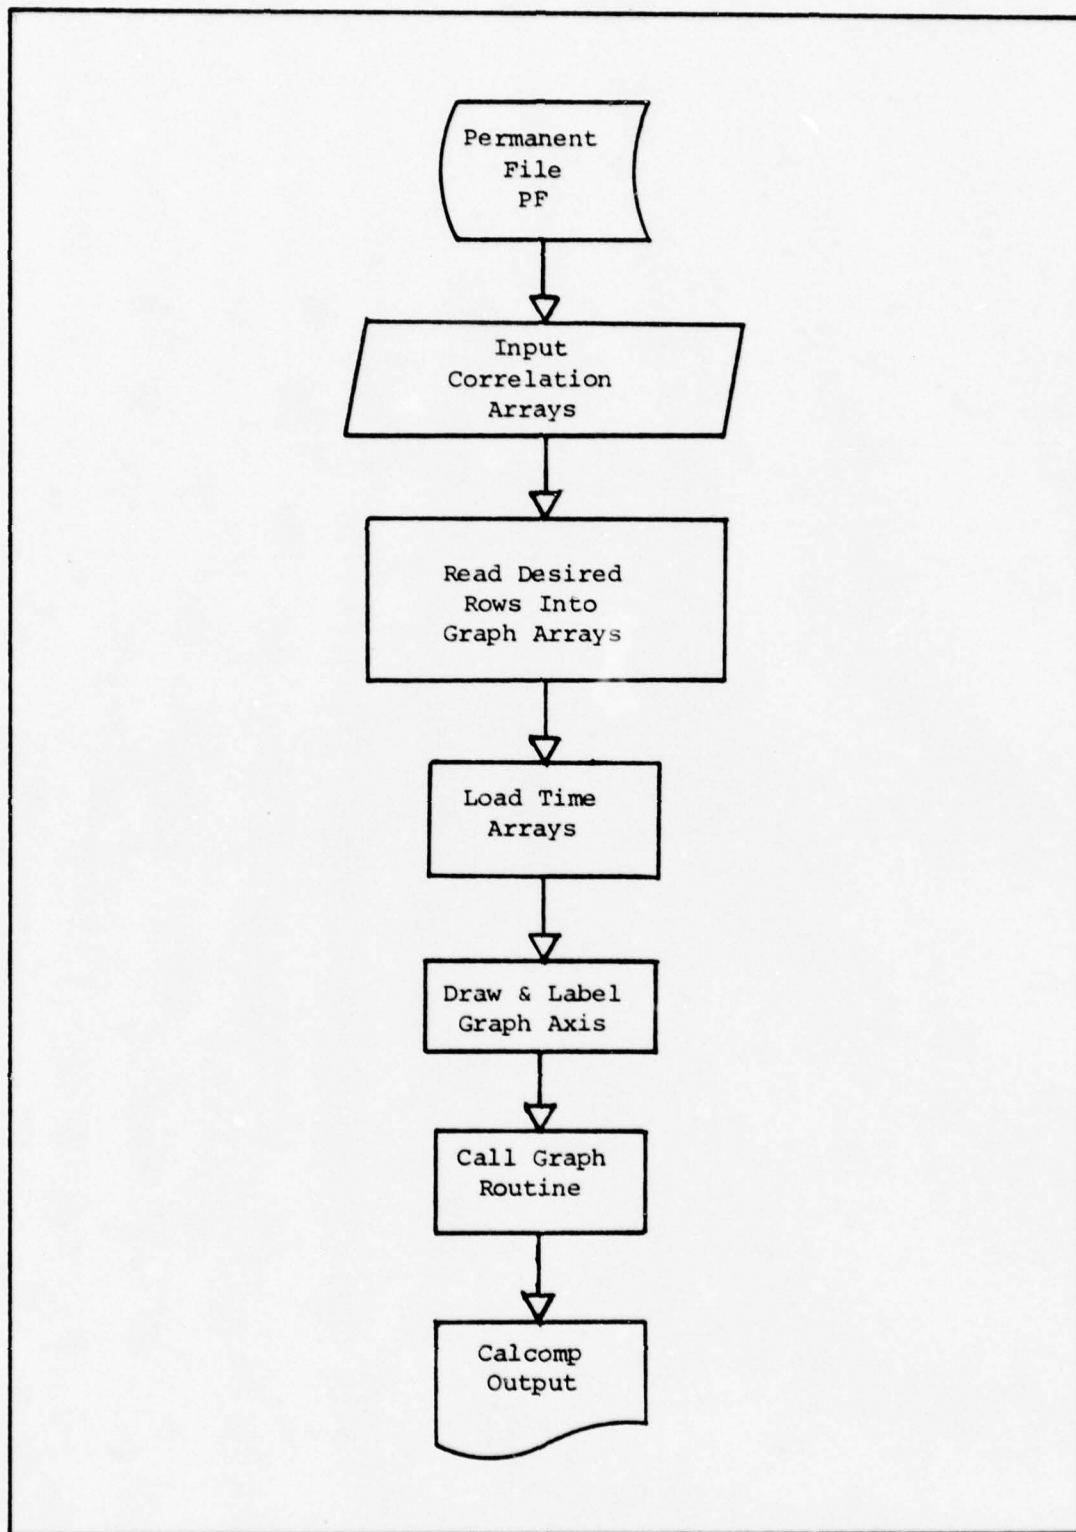 Permanent
File
PF
Input
Correlation
Arrays
Read Desired
Rows Into
Graph Arrays
Load Time
Arrays
Draw & Label
Graph Axis
Call Graph
Routine
Calcomp
Output